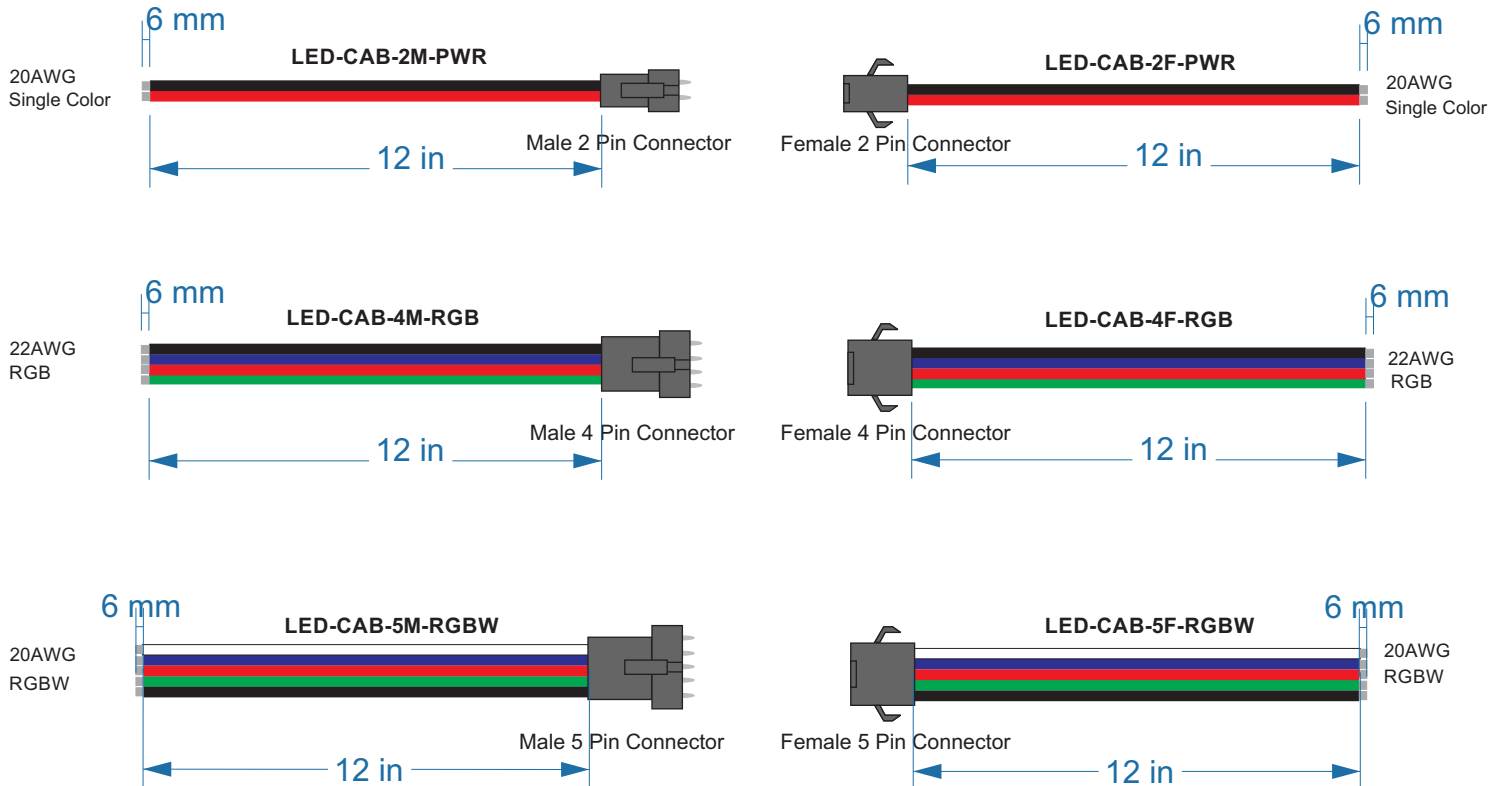 6 mm
LED-CAB-2M-PWR
20AWG
Single Color
Male 2 Pin Connector
12 in
6 mm
LED-CAB-2F-PWR
20AWG
Single Color
Female 2 Pin Connector
12 in
6 mm
LED-CAB-4M-RGB
22AWG
RGB
Male 4 Pin Connector
12 in
6 mm
LED-CAB-4F-RGB
22AWG
RGB
Female 4 Pin Connector
12 in
6 mm
LED-CAB-5M-RGBW
20AWG
RGBW
Male 5 Pin Connector
12 in
6 mm
LED-CAB-5F-RGBW
20AWG
RGBW
Female 5 Pin Connector
12 in